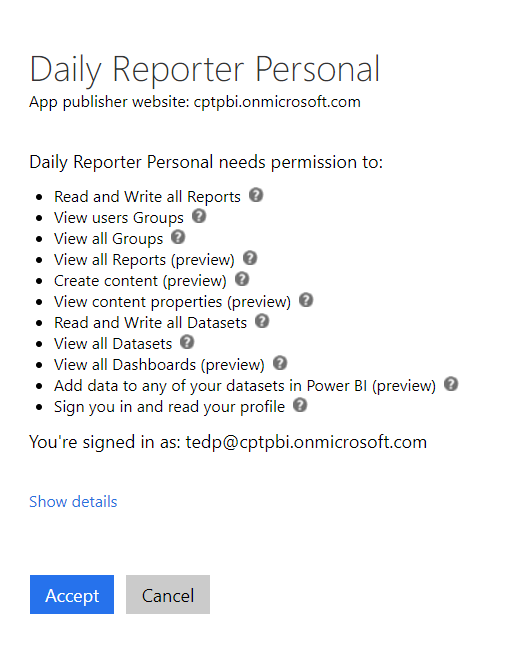 Daily Reporter Personal
App publisher website: cptpbi.onmicrosoft.com
Daily Reporter Personal needs permission to:
• Read and Write all Reports ?
• View users Groups ?
• View all Groups ?
• View all Reports (preview) ?
• Create content (preview) ?
• View content properties (preview) ?
• Read and Write all Datasets ?
• View all Datasets ?
• View all Dashboards (preview) ?
• Add data to any of your datasets in Power BI (preview) ?
• Sign you in and read your profile ?
You're signed in as: tedp@cptpbi.onmicrosoft.com
Show details
Accept Cancel